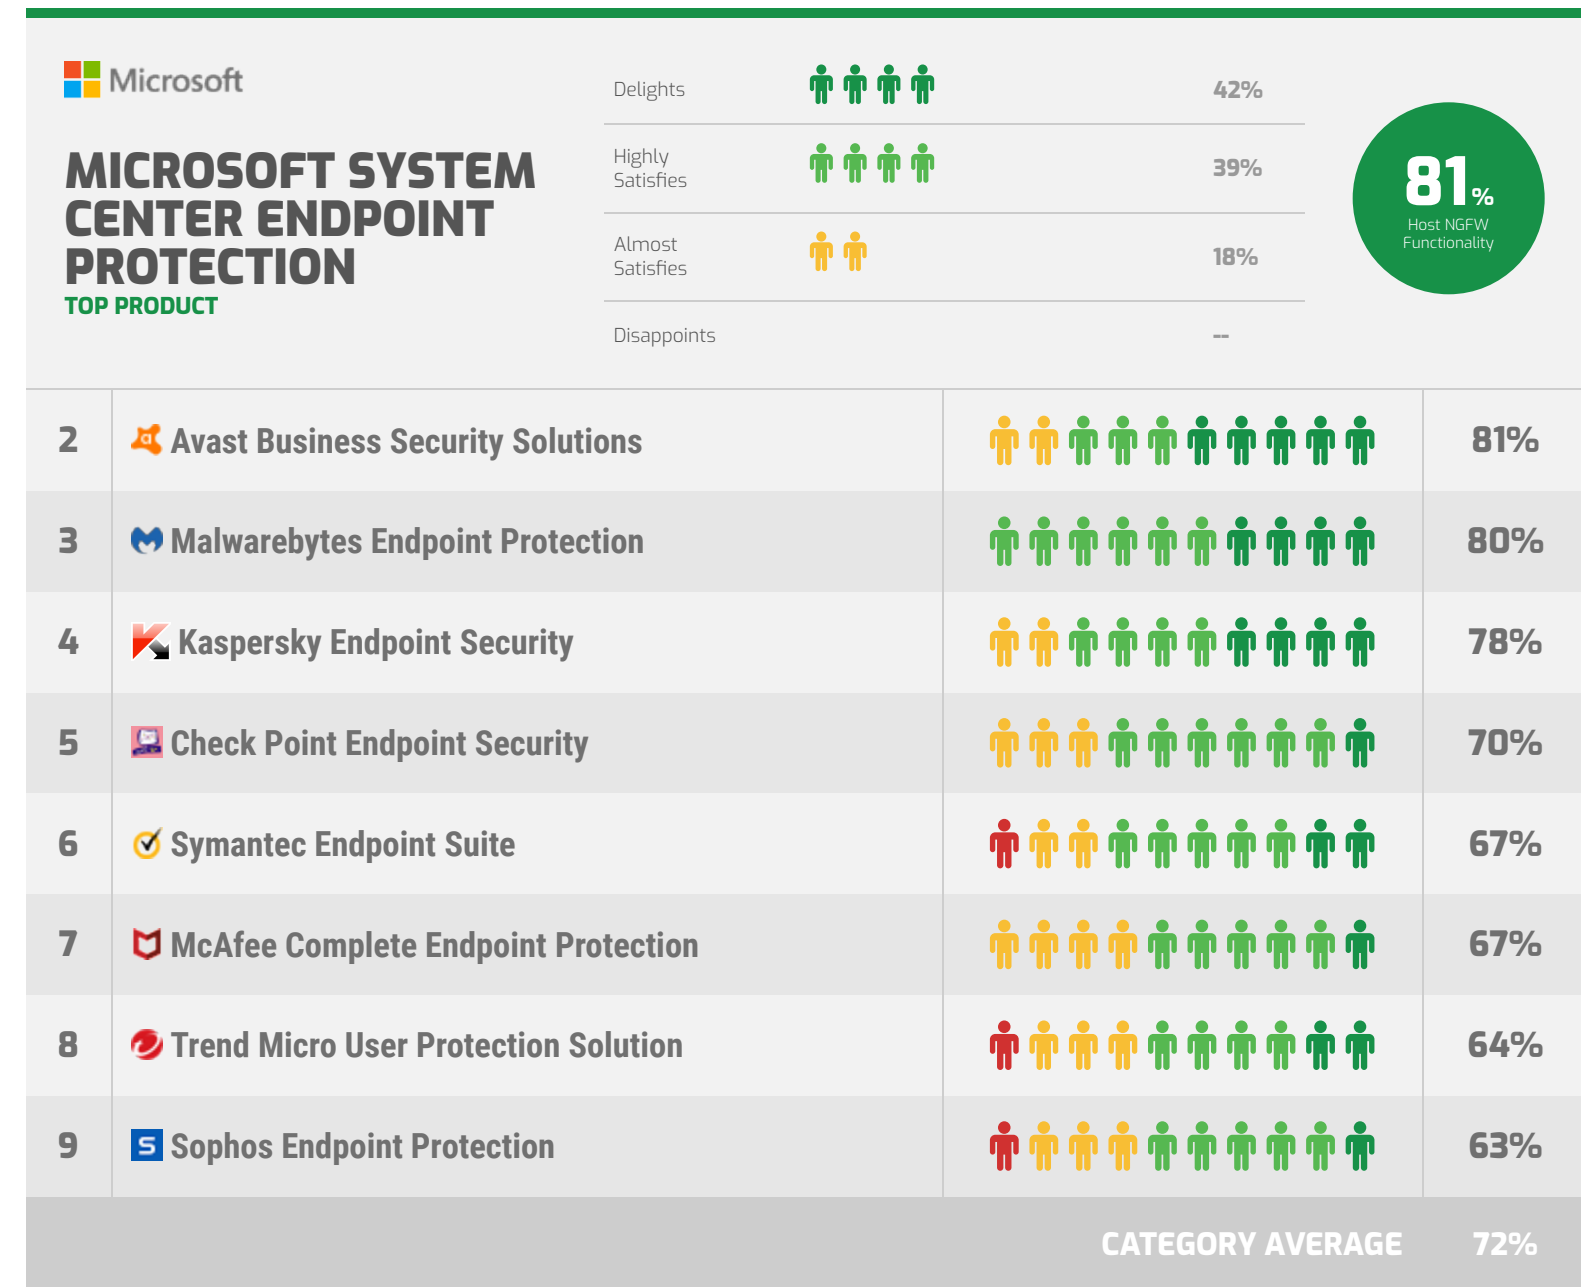 Microsoft
MICROSOFT SYSTEM
CENTER ENDPOINT
PROTECTION
TOP PRODUCT
Delights 42%
Highly
Satisfies 39%
Almost
Satisfies 18%
Disappoints --
81%
Host NGFW
Functionality
2 Avast Business Security Solutions 81%
3 Malwarebytes Endpoint Protection 80%
4 Kaspersky Endpoint Security 78%
5 Check Point Endpoint Security 70%
6 Symantec Endpoint Suite 67%
7 McAfee Complete Endpoint Protection 67%
8 Trend Micro User Protection Solution 64%
9 Sophos Endpoint Protection 63%
CATEGORY AVERAGE 72%